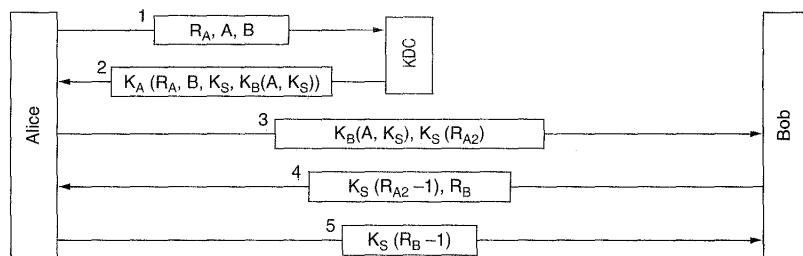 1
R_A, A, B
KDC
2
K_A (R_A, B, K_S, K_B(A, K_S))
Alice
3
K_B(A, K_S), K_S (R_A2)
Bob
4
K_S (R_A2 –1), R_B
5
K_S (R_B –1)